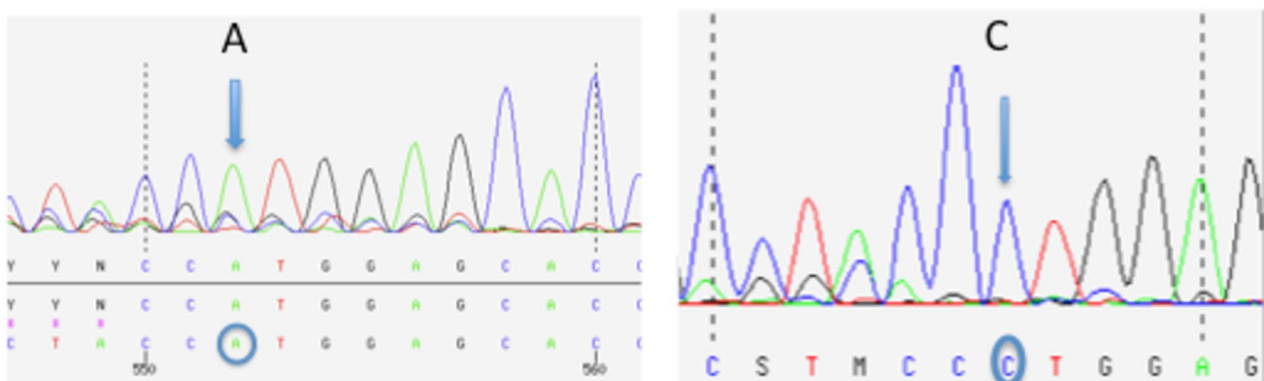 A
C
Y Y N C C A T G G A G C A C C
Y Y N C C A T G G A G C A C C
* * *
C T A C C A T G G A G C A C C
550 560
C S T M C C C T G G A G